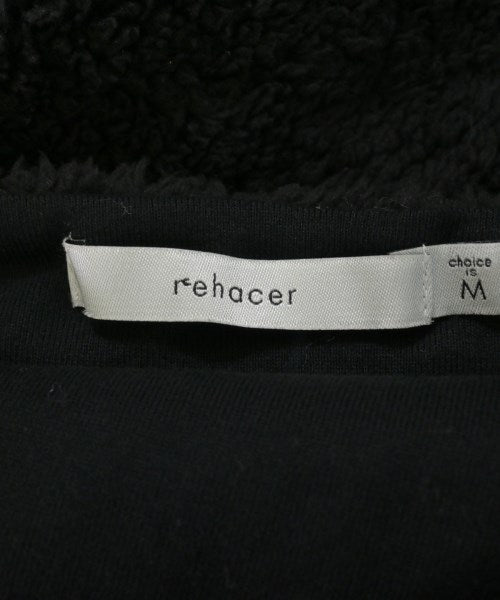 rehacer
choice
is
M